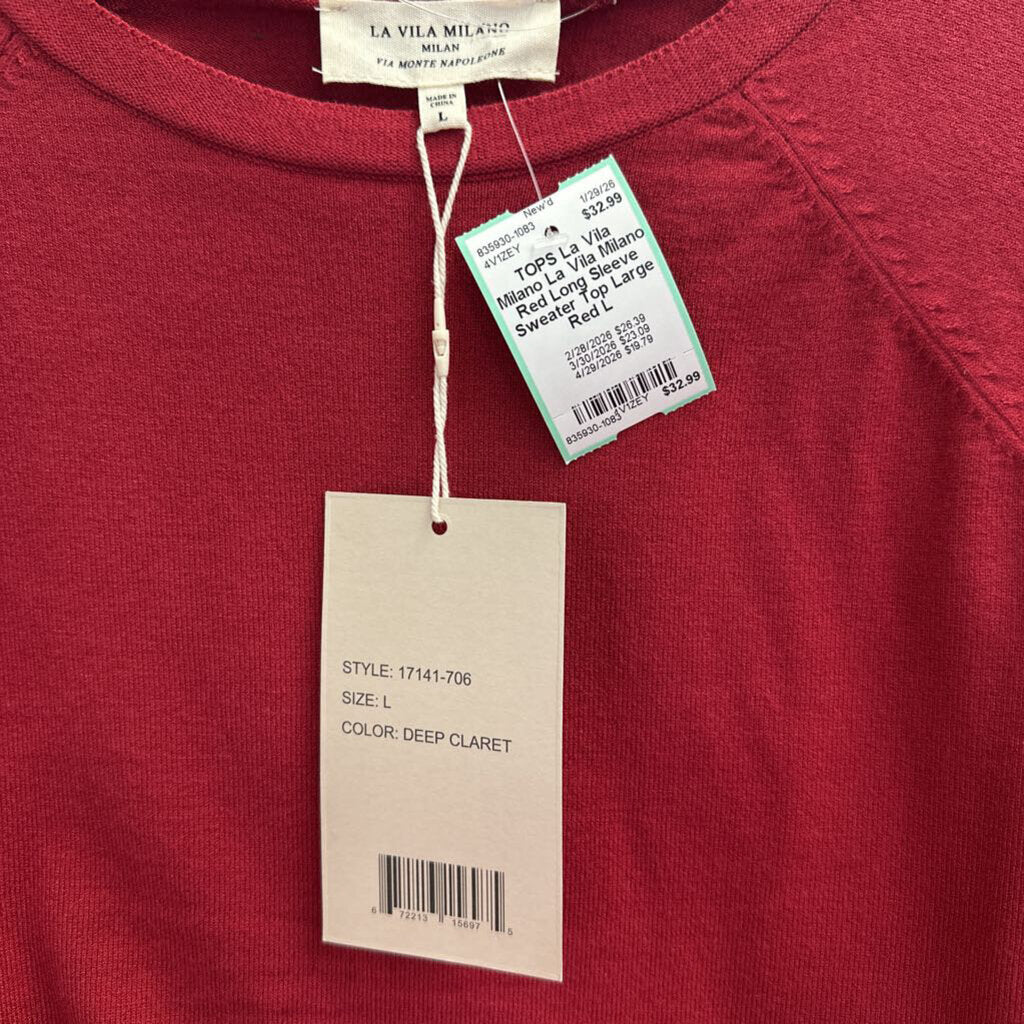 LA VILA MILANO
MILAN
VIA MONTE NAPOLEONE
MADE IN
CHINA
L
New'd 1/29/26
835930-1083 $32.99
4V1ZEY
TOPS La Vila
Milano La Vila Milano
Red Long Sleeve
Sweater Top Large
Red L
2/28/2026 $26.39
3/30/2026 $23.09
4/29/2026 $19.79
4V1ZEY $32.99
835930-1083
STYLE: 17141-706
SIZE: L
COLOR: DEEP CLARET
6 72213 15697 5